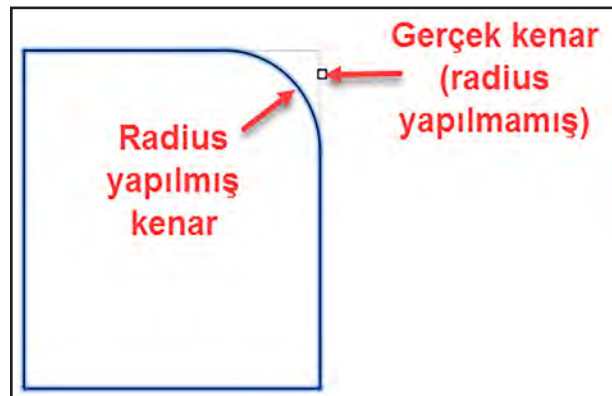 Gerçek kenar
(radius
yapılmamış)
Radius
yapılmış
kenar